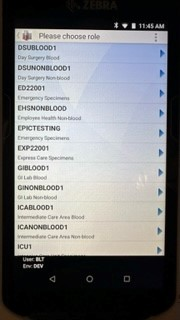 ZEBRA
11:45 AM
Please choose role
DSUBLOOD1
Day Surgery Blood
DSUNONBLOOD1
Day Surgery Non-blood
ED22001
Emergency Specimens
EHSNONBLOOD
Employee Health Non-blood
EPICTESTING
Emergency Specimens
EXP22001
Express Care Specimens
GIBLOOD1
GI Lab Blood
GINONBLOOD1
GI Lab Non-blood
ICABLOOD1
Intermediate Care Area Blood
ICANONBLOOD1
Intermediate Care Area Non-blood
ICU1
User: BLT
Env: DEV